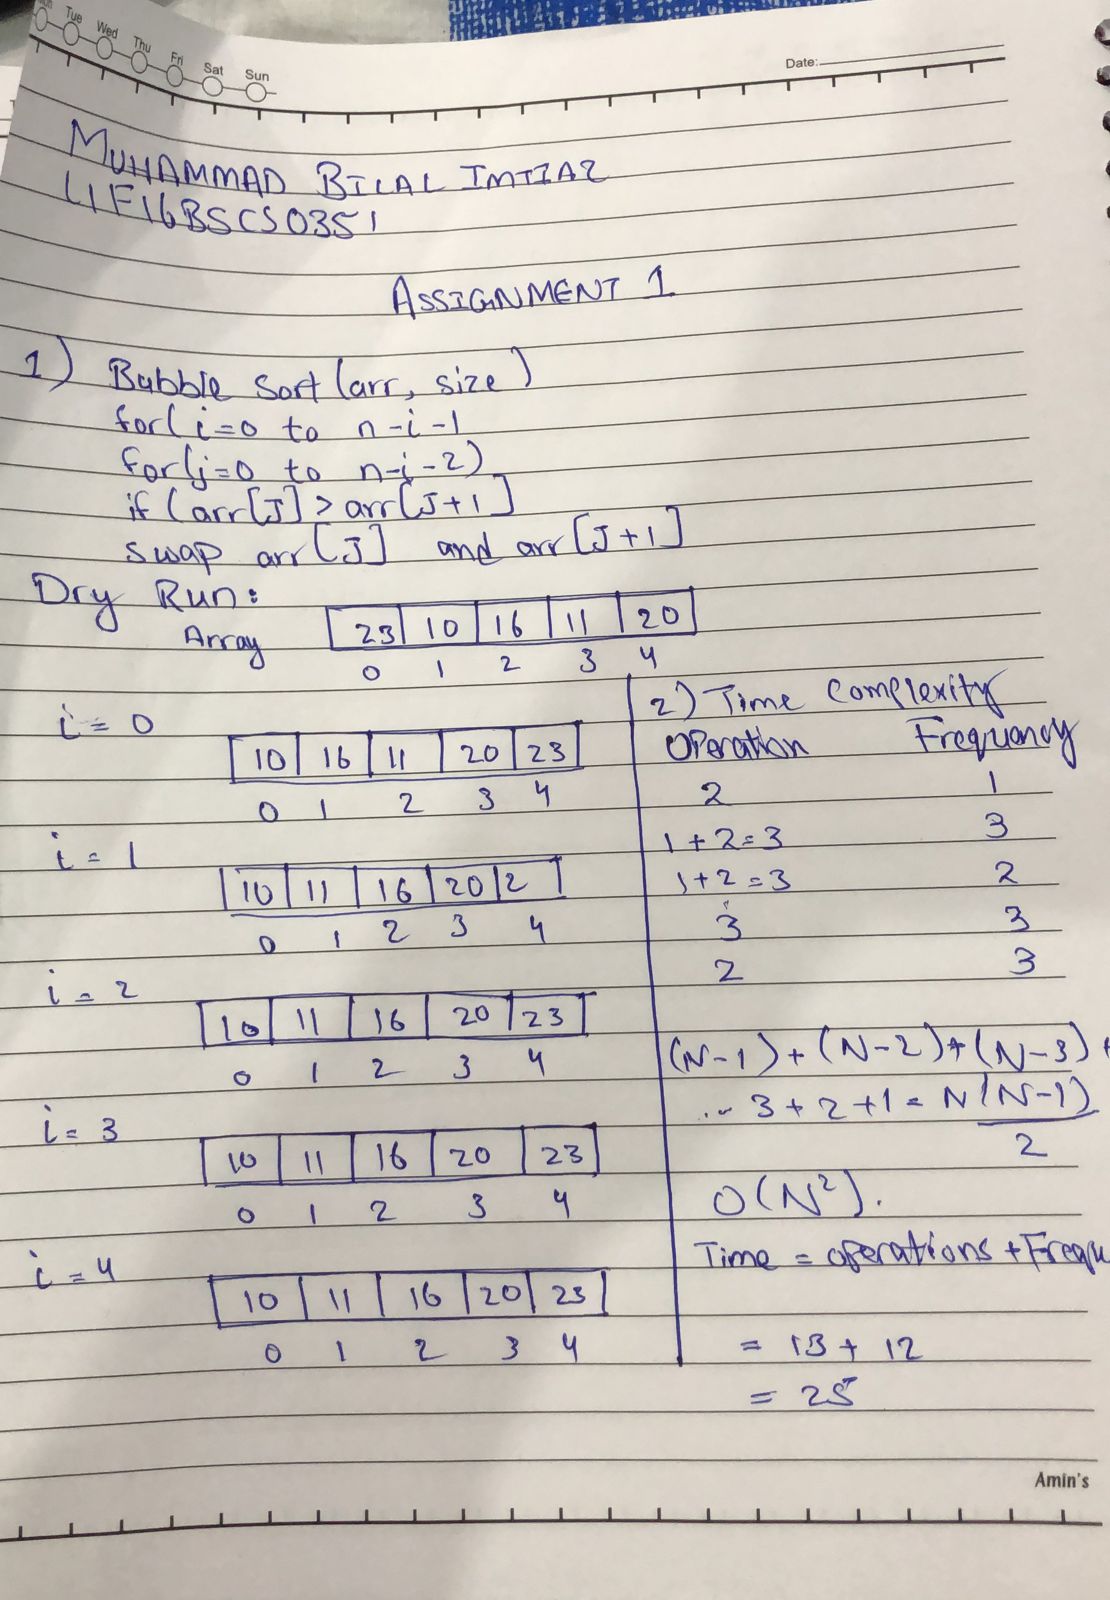 Tue Wed Thu Fri Sat Sun
Date:
MUHAMMAD BILAL IMTIAZ
L1F16BSCS0351
ASSIGNMENT 1
1) Bubble Sort (arr, size)
for( i=0 to n-i-1
for(j=0 to n-i-2)
if (arr[J] > arr[J+1]
swap arr[J] and arr[J+1]
Dry Run:
Array 23 10 16 11 20
0 1 2 3 4
i = 0
10 16 11 20 23
0 1 2 3 4
i = 1
10 11 16 20 2
0 1 2 3 4
i = 2
10 11 16 20 23
0 1 2 3 4
i = 3
10 11 16 20 23
0 1 2 3 4
i = 4
10 11 16 20 23
0 1 2 3 4
2) Time Complexity
Operation Frequency
2 1
1+2=3 3
1+2=3 2
3 3
2 3
(N-1)+(N-2)+(N-3)+
... 3+2+1= N(N-1)
2
O(N²).
Time = operations + Frequ
= 13 + 12
= 25
Amin's